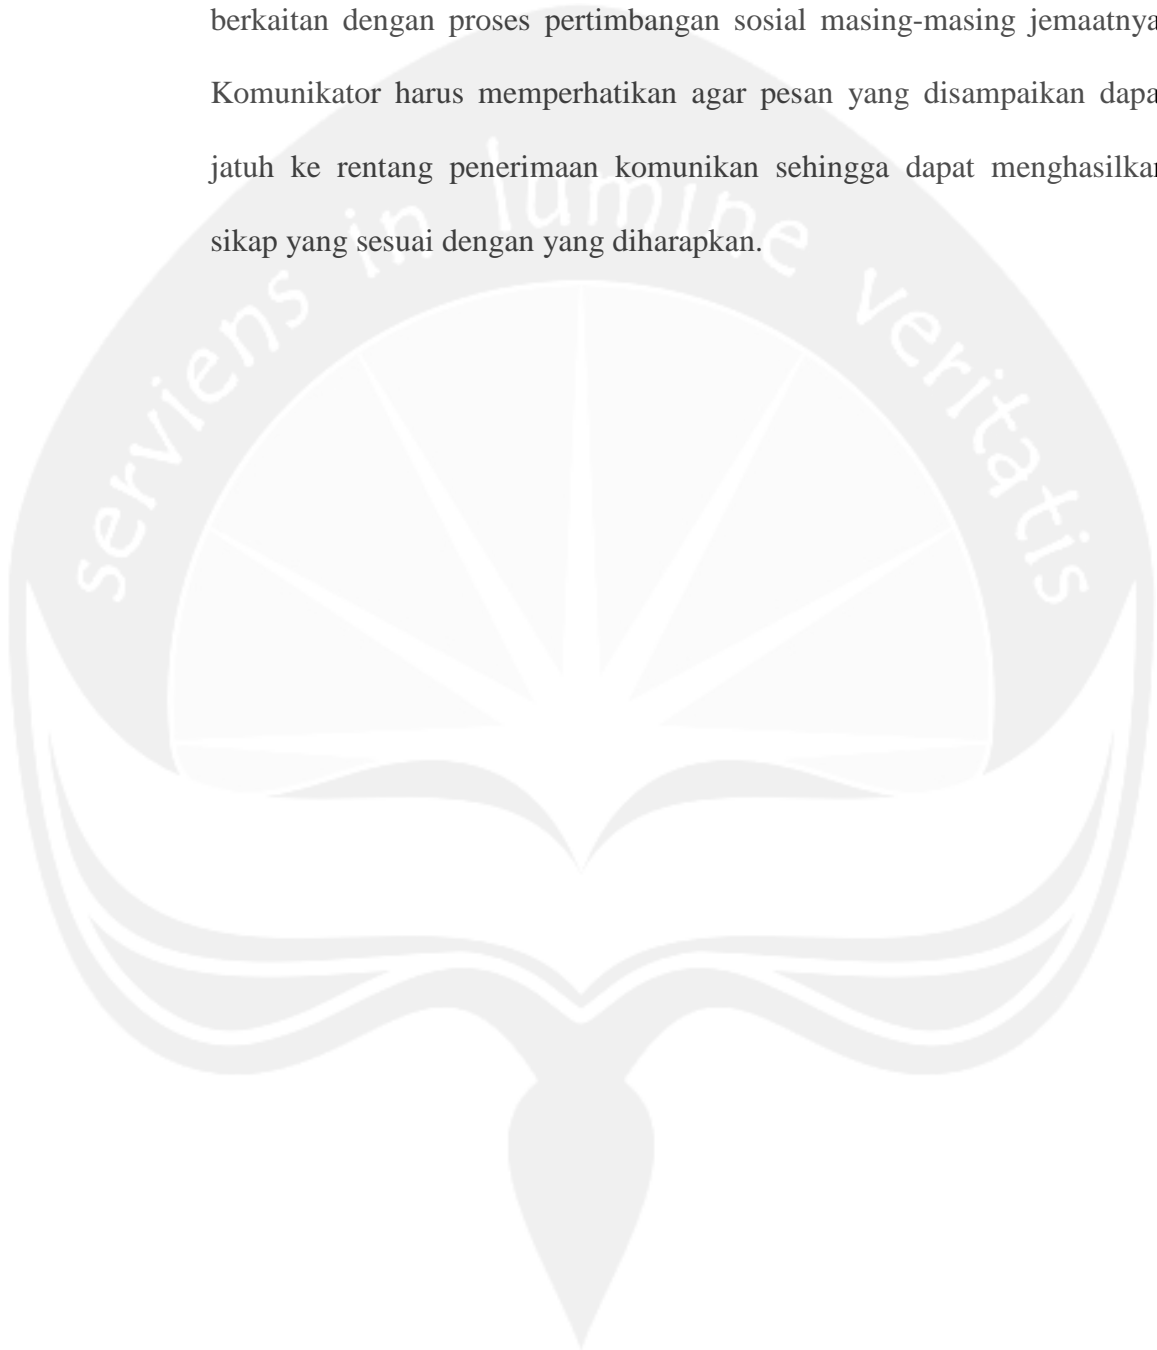 berkaitan dengan proses pertimbangan sosial masing-masing jemaatnya
Komunikator harus memperhatikan agar pesan yang disampaikan dapa
jatuh ke rentang penerimaan komunikan sehingga dapat menghasilka
sikap yang sesuai dengan yang diharapkan.
serviens in lumine veritatis